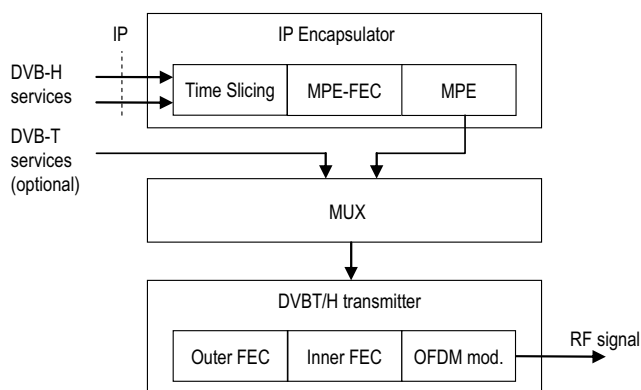 IP
IP Encapsulator
DVB-H
services
Time Slicing
MPE-FEC
MPE
DVB-T
services
(optional)
MUX
DVBT/H transmitter
Outer FEC
Inner FEC
OFDM mod.
RF signal